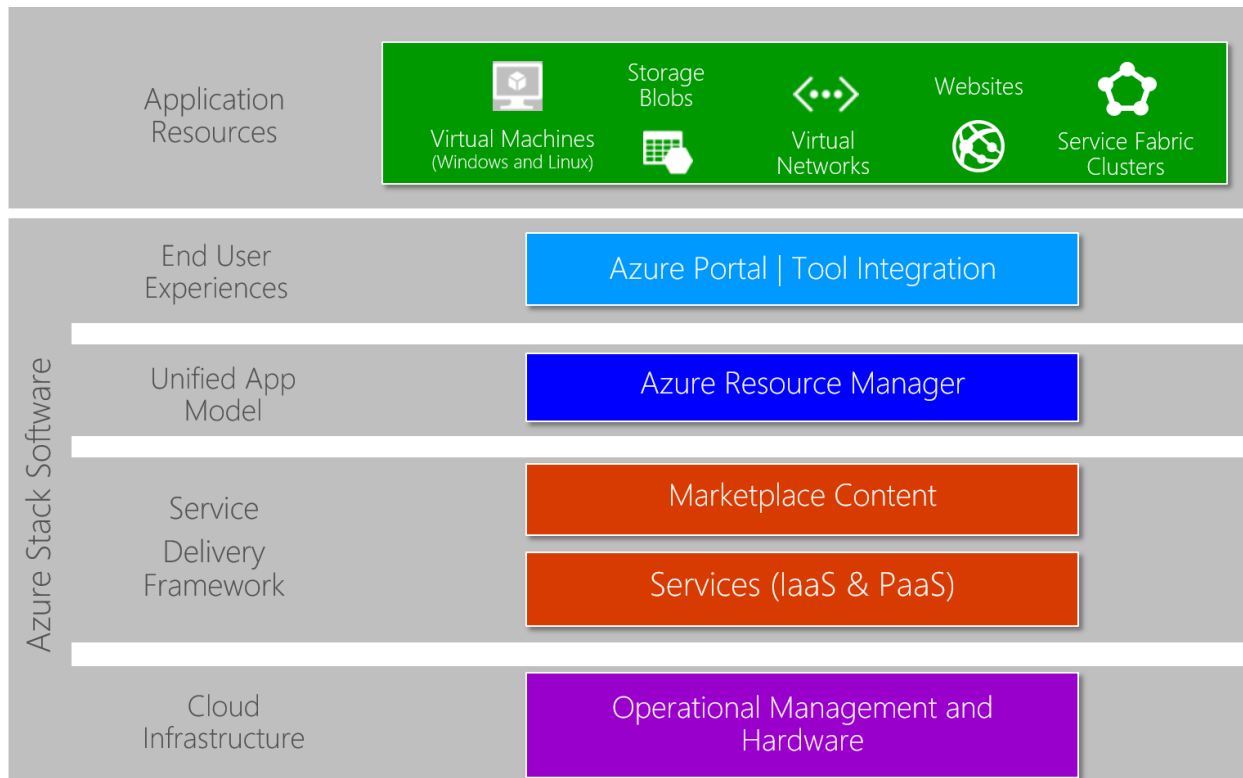 Application
Resources
Virtual Machines
(Windows and Linux)
Storage
Blobs
Virtual
Networks
Websites
Service Fabric
Clusters
Azure Stack Software
End User
Experiences
Azure Portal | Tool Integration
Unified App
Model
Azure Resource Manager
Service
Delivery
Framework
Marketplace Content
Services (IaaS & PaaS)
Cloud
Infrastructure
Operational Management and
Hardware